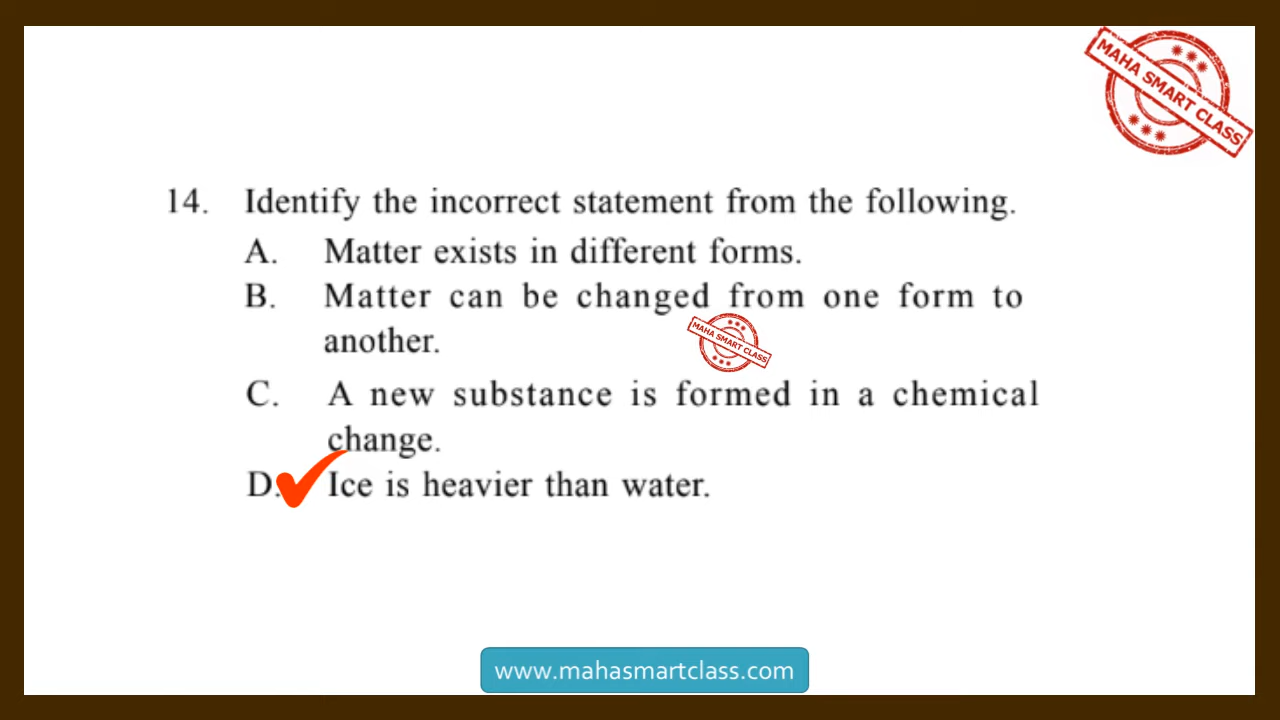 MAHA SMART CLASS
14. Identify the incorrect statement from the following.
A. Matter exists in different forms.
B. Matter can be changed from one form to
another.
MAHA SMART CLASS
C. A new substance is formed in a chemical
change.
D. Ice is heavier than water.
www.mahasmartclass.com